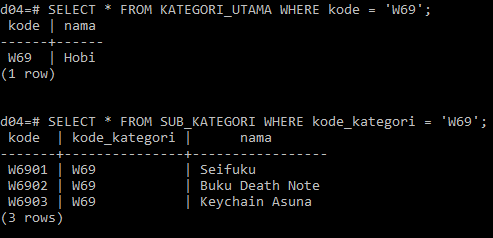 d04=# SELECT * FROM KATEGORI_UTAMA WHERE kode = 'W69';
 kode | nama
------+------
 W69  | Hobi
(1 row)

d04=# SELECT * FROM SUB_KATEGORI WHERE kode_kategori = 'W69';
 kode  | kode_kategori |      nama
-------+---------------+-----------------
 W6901 | W69           | Seifuku
 W6902 | W69           | Buku Death Note
 W6903 | W69           | Keychain Asuna
(3 rows)